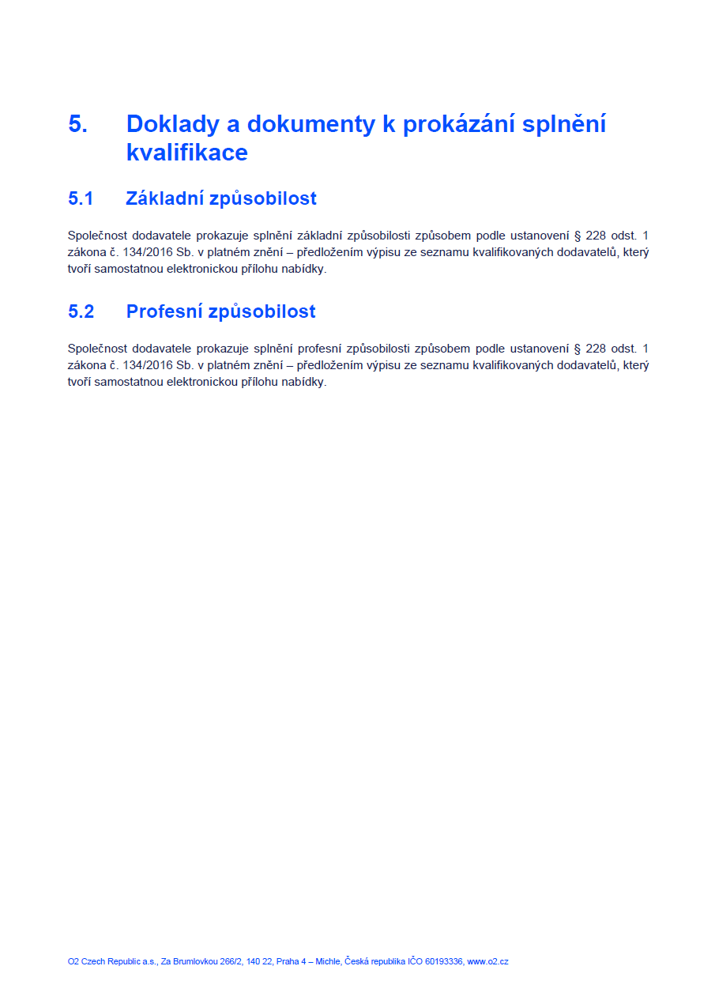 5. Doklady a dokumenty k prokázání splnění
kvalifikace
5.1 Základní způsobilost
Společnost dodavatele prokazuje splnění základní způsobilosti způsobem podle ustanovení § 228 odst. 1
zákona č. 134/2016 Sb. v platném znění – předložením výpisu ze seznamu kvalifikovaných dodavatelů, který
tvoří samostatnou elektronickou přílohu nabídky.
5.2 Profesní způsobilost
Společnost dodavatele prokazuje splnění profesní způsobilosti způsobem podle ustanovení § 228 odst. 1
zákona č. 134/2016 Sb. v platném znění – předložením výpisu ze seznamu kvalifikovaných dodavatelů, který
tvoří samostatnou elektronickou přílohu nabídky.
O2 Czech Republic a.s., Za Brumlovkou 266/2, 140 22, Praha 4 – Michle, Česká republika IČO 60193336, www.o2.cz